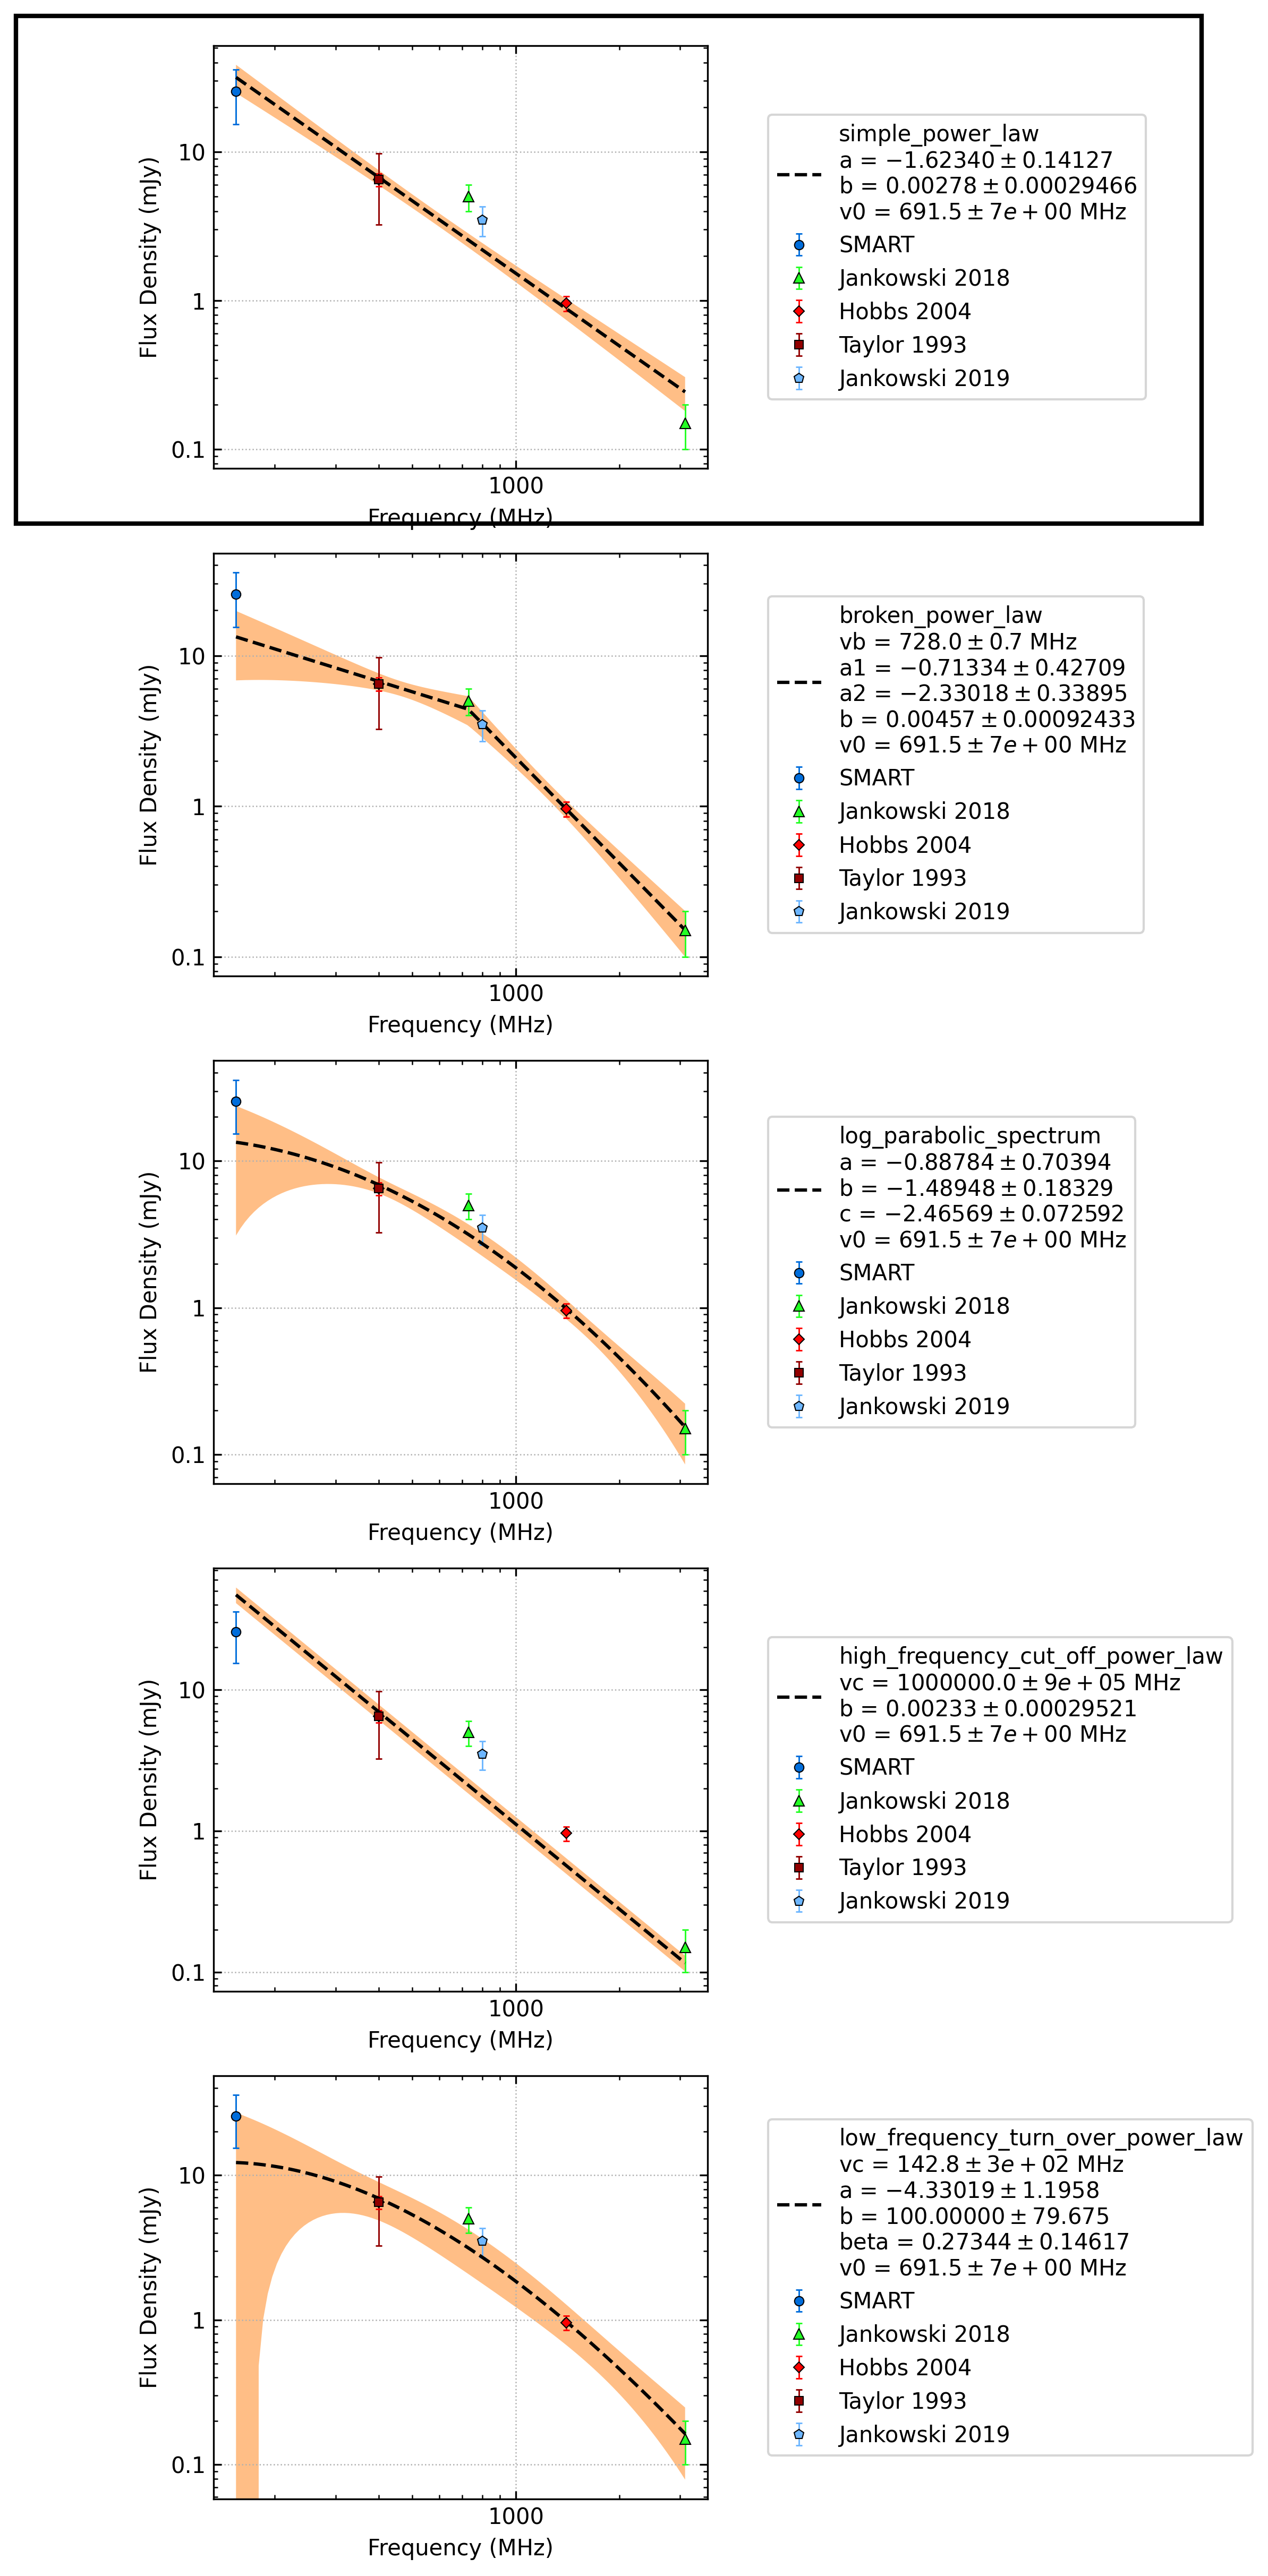 10
1
0.1
Flux Density (mJy)
1000
Frequency (MHz)
simple_power_law
a = −1.62340 ± 0.14127
b = 0.00278 ± 0.00029466
v0 = 691.5 ± 7e + 00 MHz
SMART
Jankowski 2018
Hobbs 2004
Taylor 1993
Jankowski 2019
10
1
0.1
Flux Density (mJy)
1000
Frequency (MHz)
broken_power_law
vb = 728.0 ± 0.7 MHz
a1 = −0.71334 ± 0.42709
a2 = −2.33018 ± 0.33895
b = 0.00457 ± 0.00092433
v0 = 691.5 ± 7e + 00 MHz
SMART
Jankowski 2018
Hobbs 2004
Taylor 1993
Jankowski 2019
10
1
0.1
Flux Density (mJy)
1000
Frequency (MHz)
log_parabolic_spectrum
a = −0.88784 ± 0.70394
b = −1.48948 ± 0.18329
c = −2.46569 ± 0.072592
v0 = 691.5 ± 7e + 00 MHz
SMART
Jankowski 2018
Hobbs 2004
Taylor 1993
Jankowski 2019
10
1
0.1
Flux Density (mJy)
1000
Frequency (MHz)
high_frequency_cut_off_power_law
vc = 1000000.0 ± 9e + 05 MHz
b = 0.00233 ± 0.00029521
v0 = 691.5 ± 7e + 00 MHz
SMART
Jankowski 2018
Hobbs 2004
Taylor 1993
Jankowski 2019
10
1
0.1
Flux Density (mJy)
1000
Frequency (MHz)
low_frequency_turn_over_power_law
vc = 142.8 ± 3e + 02 MHz
a = −4.33019 ± 1.1958
b = 100.00000 ± 79.675
beta = 0.27344 ± 0.14617
v0 = 691.5 ± 7e + 00 MHz
SMART
Jankowski 2018
Hobbs 2004
Taylor 1993
Jankowski 2019